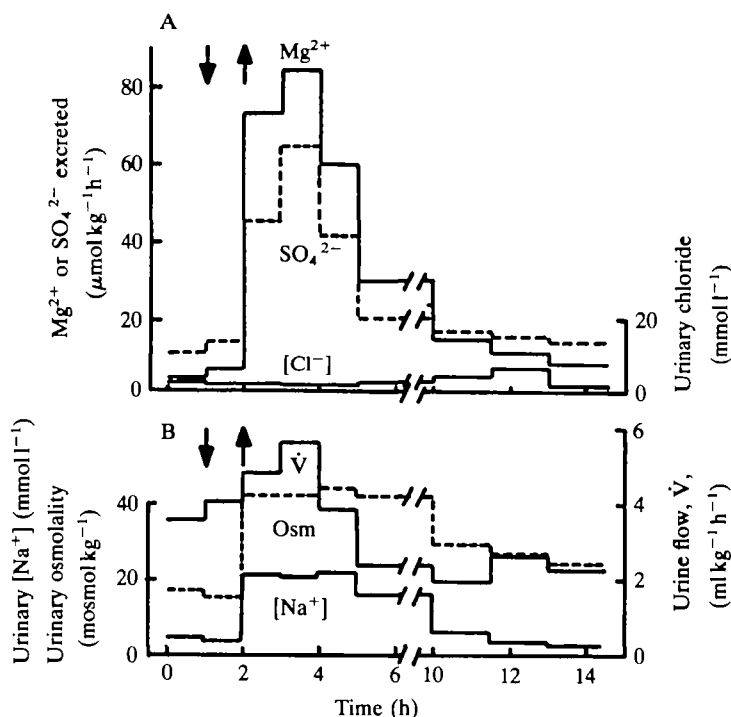 A
Mg²⁺
80
60
40
20
0
Mg²⁺ or SO₄²⁻ excreted
(μmol kg⁻¹ h⁻¹)
SO₄²⁻
[Cl⁻]
20
10
0
Urinary chloride
(mmol l⁻¹)
B
V̇
Osm
[Na⁺]
40
20
0
Urinary [Na⁺] (mmol l⁻¹)
Urinary osmolality
(mosmol kg⁻¹)
6
4
2
0
Urine flow, V̇,
(ml kg⁻¹ h⁻¹)
0 2 4 6 10 12 14
Time (h)